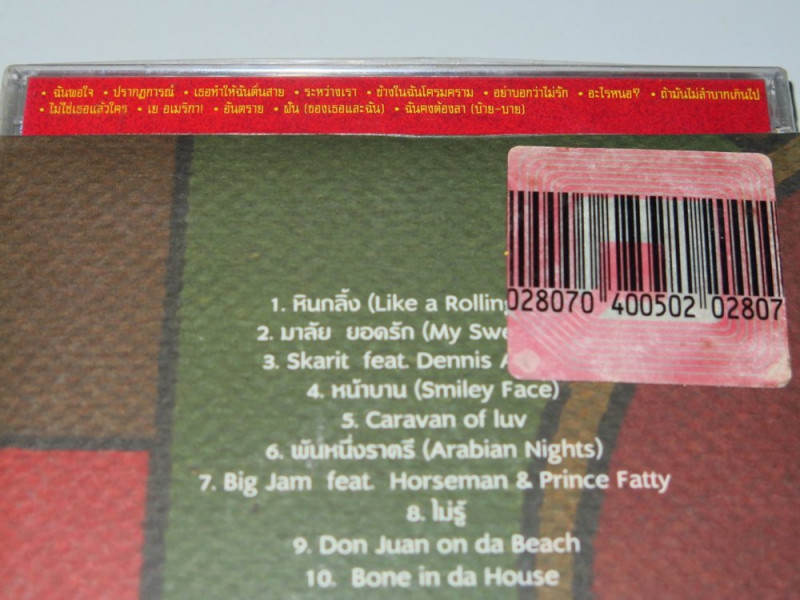 • ฉันพอใจ • ปรากฏการณ์ • เธอทำให้ฉันตื่นสาย • ระหว่างเรา • ข้างในฉันโครมคราม • อย่าบอกว่าไม่รัก • อะไรหนอ? • ถ้ามันไม่ลำบากเกินไป
• ไม่ใช่เธอแล้วใคร • เย อเมริกา! • อันตราย • ฝัน (ของเธอและฉัน) • ฉันคงต้องลา (บ๊าย-บาย)
028070 400502 02807
1. หินกลิ้ง (Like a Rolling
2. มาลัย ยอดรัก (My
3. Skarit feat. Dennis
4. หน้าบาน (Smiley Face)
5. Caravan of luv
6. พันหนึ่งราตรี (Arabian Nights)
7. Big Jam feat. Horseman & Prince Fatty
8. ไม่รู้
9. Don Juan on da Beach
10. Bone in da House